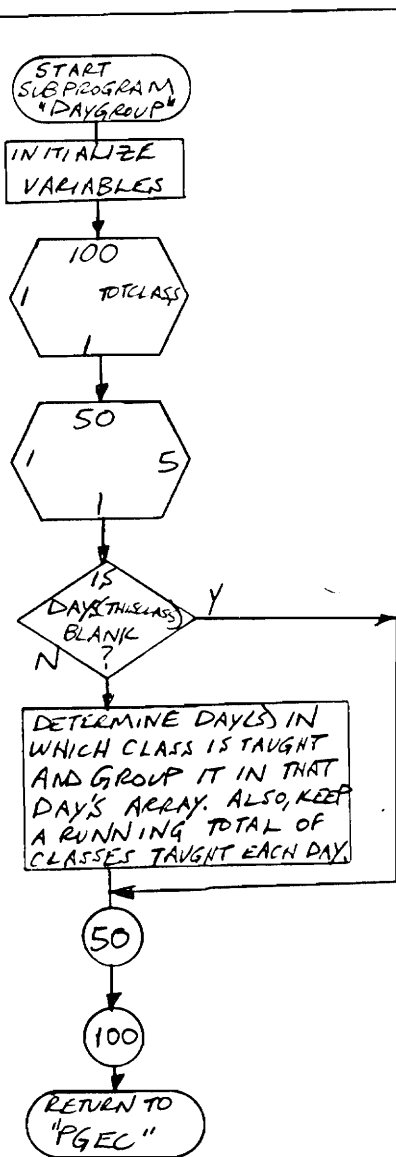 START
SUBPROGRAM
"DAYGROUP"
INITIALIZE
VARIABLES
100
1 TOTCLASS
1
50
1 5
1
IS
DAYS(THISCLASS)
BLANK
?
Y
N
DETERMINE DAY(S) IN
WHICH CLASS IS TAUGHT
AND GROUP IT IN THAT
DAY'S ARRAY. ALSO, KEEP
A RUNNING TOTAL OF
CLASSES TAUGHT EACH DAY.
50
100
RETURN TO
"PGEC"